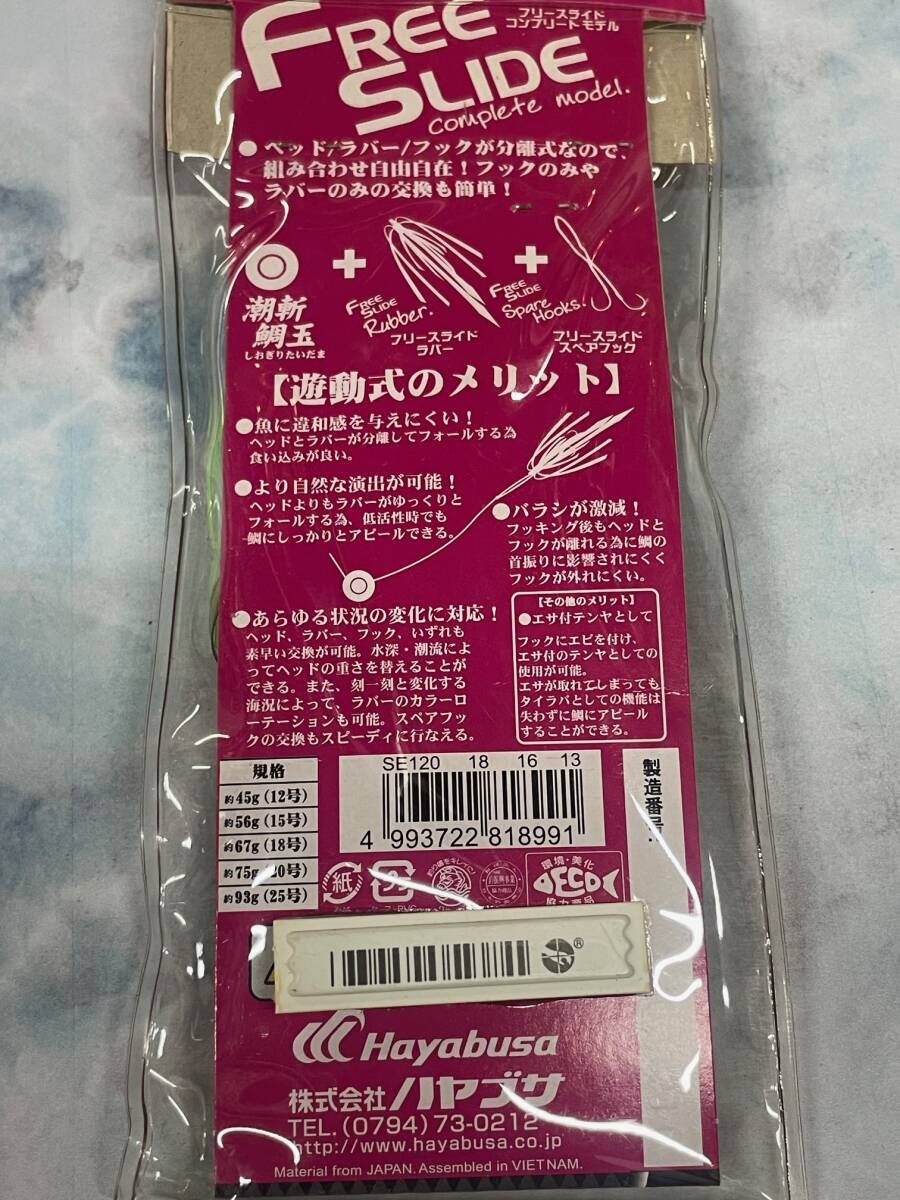 FREE
SLIDE
フリースライド
コンプリートモデル
complete model.
●ヘッド/ラバー/フックが分離式なので、
組み合わせ自由自在！フックのみや
ラバーのみの交換も簡単！
潮斬
鯛玉
しおぎりたいだま
+
FREE
SLIDE
Rubber.
フリースライド
ラバー
+
FREE
SLIDE
Spare
Hooks.
フリースライド
スペアフック
【遊動式のメリット】
●魚に違和感を与えにくい！
ヘッドとラバーが分離してフォールする為
食い込みが良い。
●より自然な演出が可能！
ヘッドよりもラバーがゆっくりと
フォールする為、低活性時でも
鯛にしっかりとアピールできる。
●バラシが激減！
フッキング後もヘッドと
フックが離れる為に鯛の
首振りに影響されにくく
フックが外れにくい。
●あらゆる状況の変化に対応！
ヘッド、ラバー、フック、いずれも
素早い交換が可能。水深・潮流によ
ってヘッドの重さを替えることが
できる。また、刻一刻と変化する
海況によって、ラバーのカラーロ
ーテーションも可能。スペアフッ
クの交換もスピーディに行なえる。
【その他のメリット】
●エサ付テンヤとして
フックにエビを付け、
エサ付のテンヤとしての
使用が可能。
エサが取れてしまっても
タイラバとしての機能は
失わずに鯛にアピール
することができる。
規格
約45g(12号)
約56g(15号)
約67g(18号)
約75g(20号)
約93g(25号)
SE120 18 16 13
4 993722 818991
製造番号:
紙
プラ
環境・美化
ECO
協力商品
®
Hayabusa
株式会社ハヤブサ
TEL.(0794)73-0212
http://www.hayabusa.co.jp
Material from JAPAN. Assembled in VIETNAM.